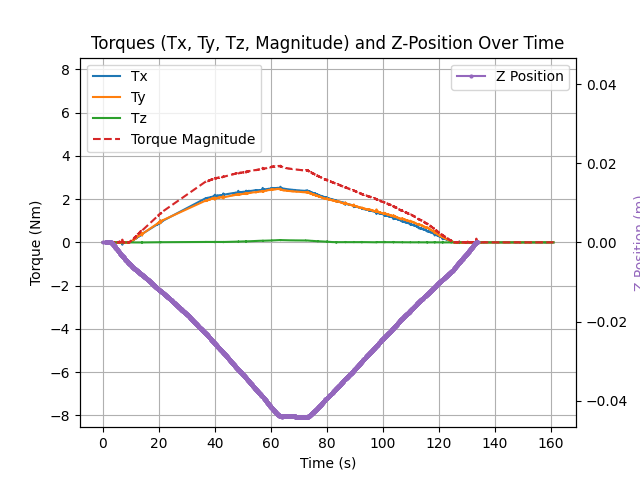 Torques (Tx, Ty, Tz, Magnitude) and Z-Position Over Time
Tx
Ty
Tz
Torque Magnitude
Z Position
8
6
4
2
0
−2
−4
−6
−8
Torque (Nm)
0.04
0.02
0.00
−0.02
−0.04
Z Position (m)
0 20 40 60 80 100 120 140 160
Time (s)